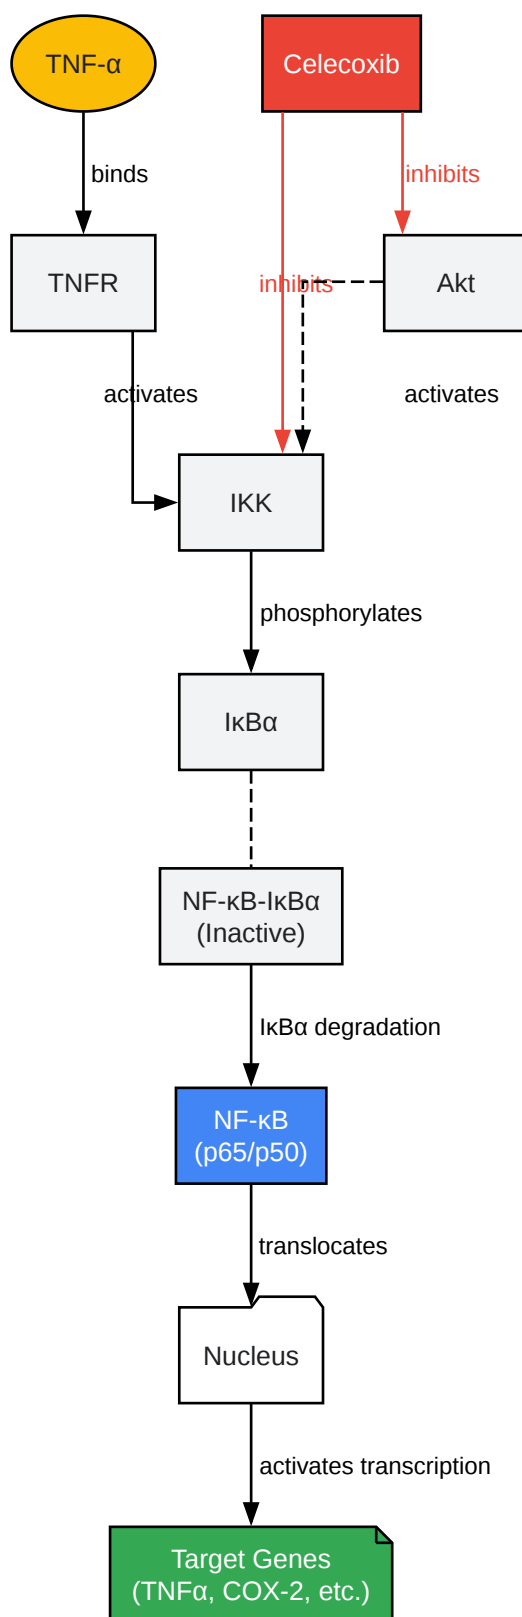 TNF-α
Celecoxib
binds
inhibits
TNFR
inhibits
Akt
activates
activates
IKK
phosphorylates
IκBα
NF-κB-IκBα
(Inactive)
IκBα degradation
NF-κB
(p65/p50)
translocates
Nucleus
activates transcription
Target Genes
(TNFα, COX-2, etc.)